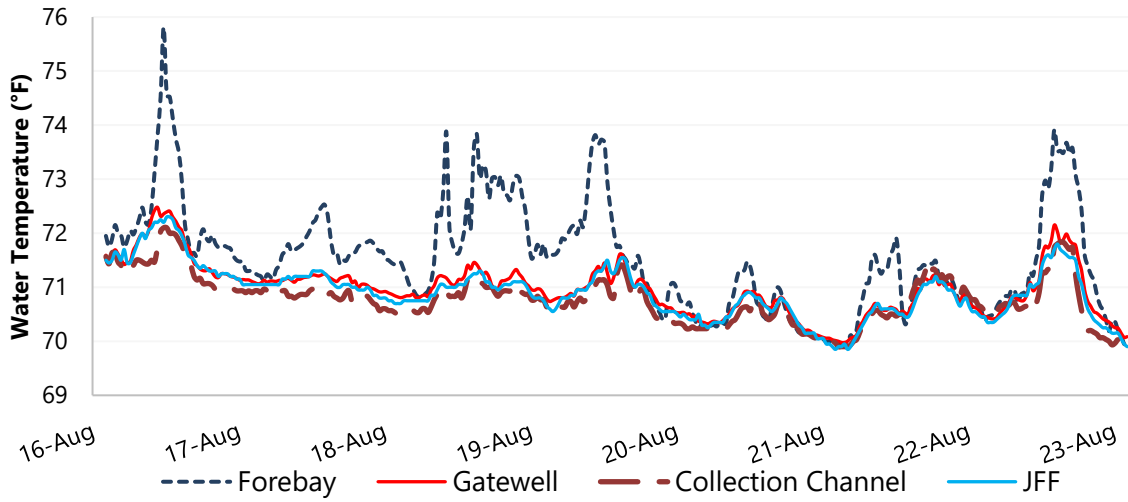 76
75
74
73
72
71
70
69
Water Temperature (°F)
16-Aug 17-Aug 18-Aug 19-Aug 20-Aug 21-Aug 22-Aug 23-Aug
Forebay Gatewell Collection Channel JFF